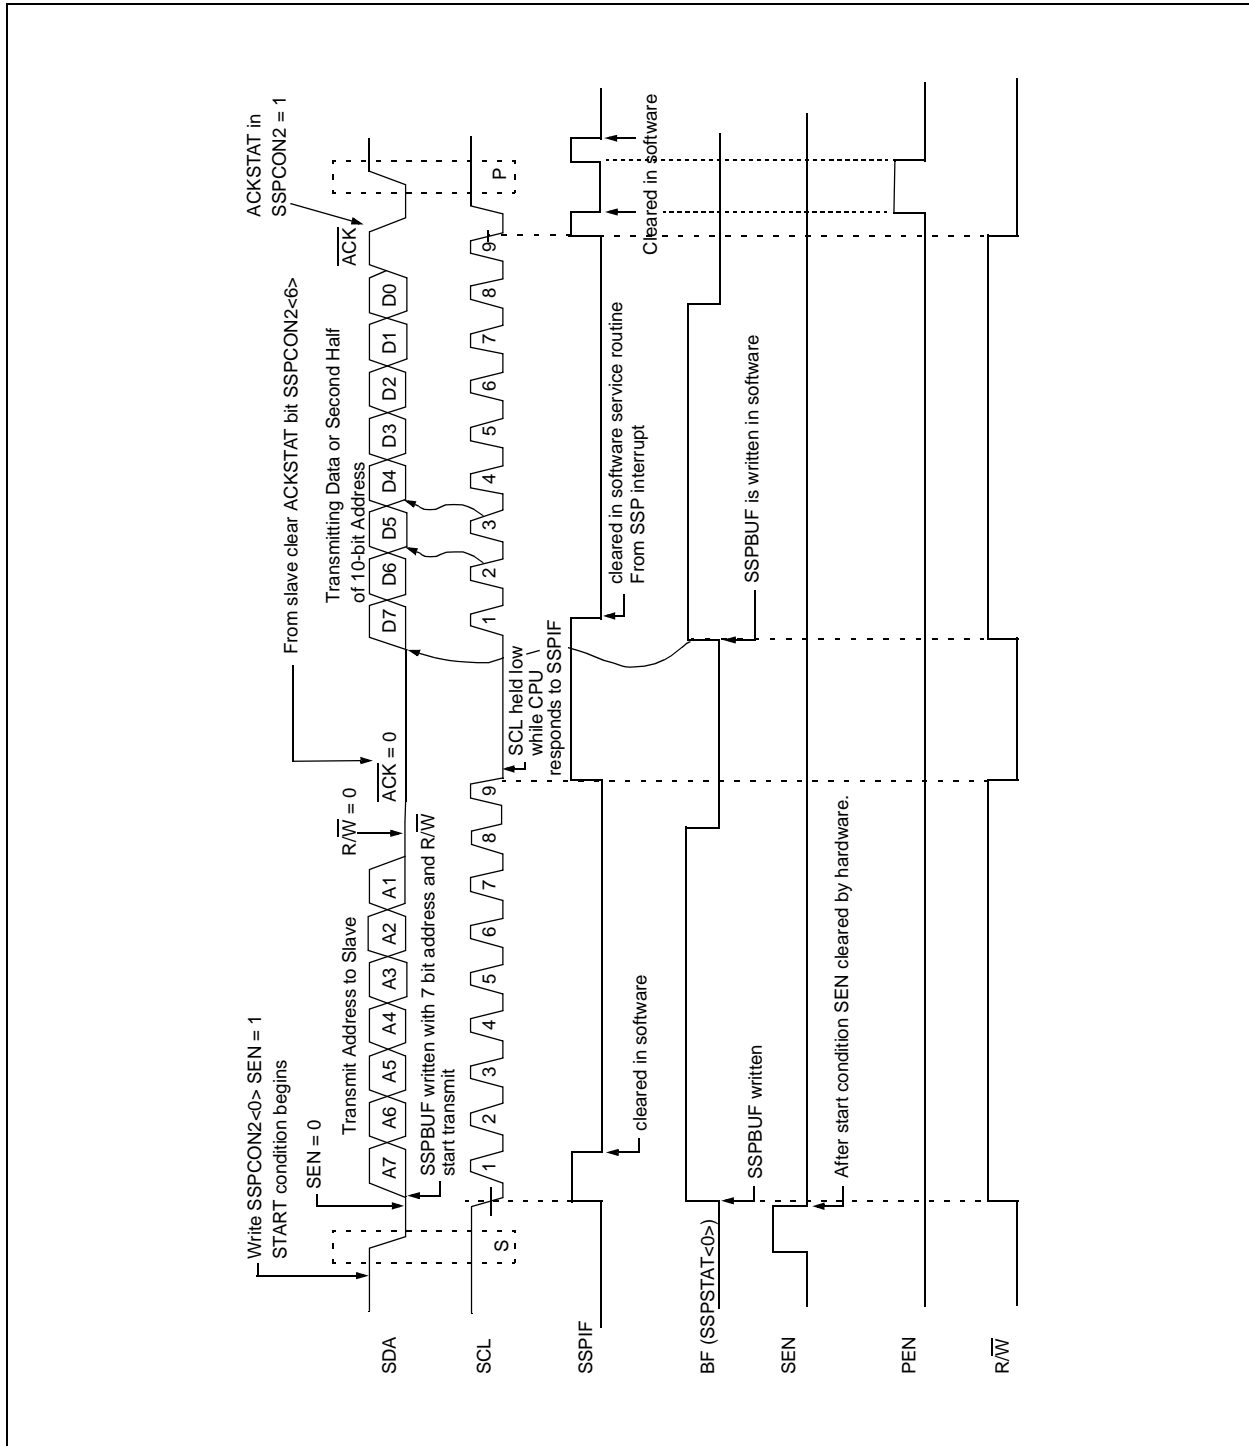 Write SSPCON2<0> SEN = 1
START condition begins
From slave clear ACKSTAT bit SSPCON2<6>
ACKSTAT in
SSPCON2 = 1
SEN = 0
Transmit Address to Slave
R/W = 0
ACK = 0
Transmitting Data or Second Half
of 10-bit Address
ACK
SDA
A7 A6 A5 A4 A3 A2 A1
D7 D6 D5 D4 D3 D2 D1 D0
SSPBUF written with 7 bit address and R/W
start transmit
SCL
S
1 2 3 4 5 6 7 8 9
1 2 3 4 5 6 7 8 9
P
SCL held low
while CPU
responds to SSPIF
SSPIF
cleared in software
cleared in software service routine
From SSP interrupt
Cleared in software
BF (SSPSTAT<0>)
SSPBUF written
SSPBUF is written in software
SEN
After start condition SEN cleared by hardware.
PEN
R/W